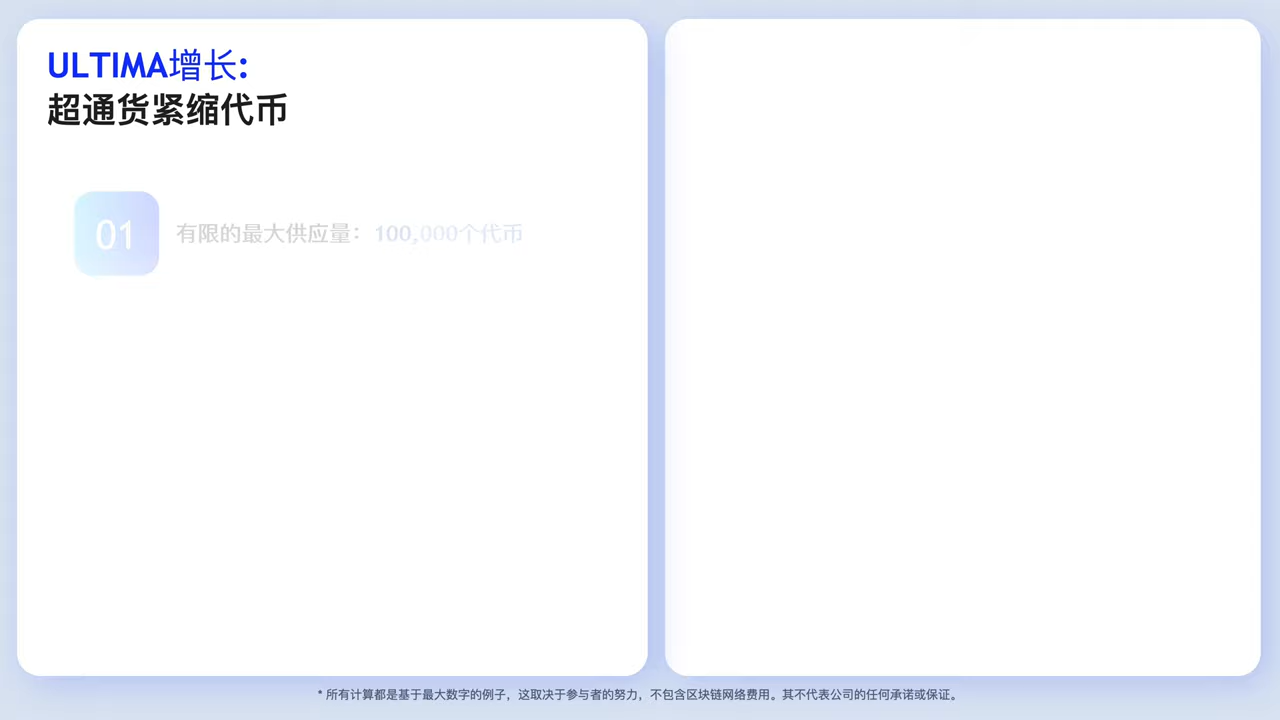 ULTIMA增长:
超通货紧缩代币
01
有限的最大供应量：100,000个代币
* 所有计算都是基于最大数字的例子，这取决于参与者的努力，不包含区块链网络费用。其不代表公司的任何承诺或保证。